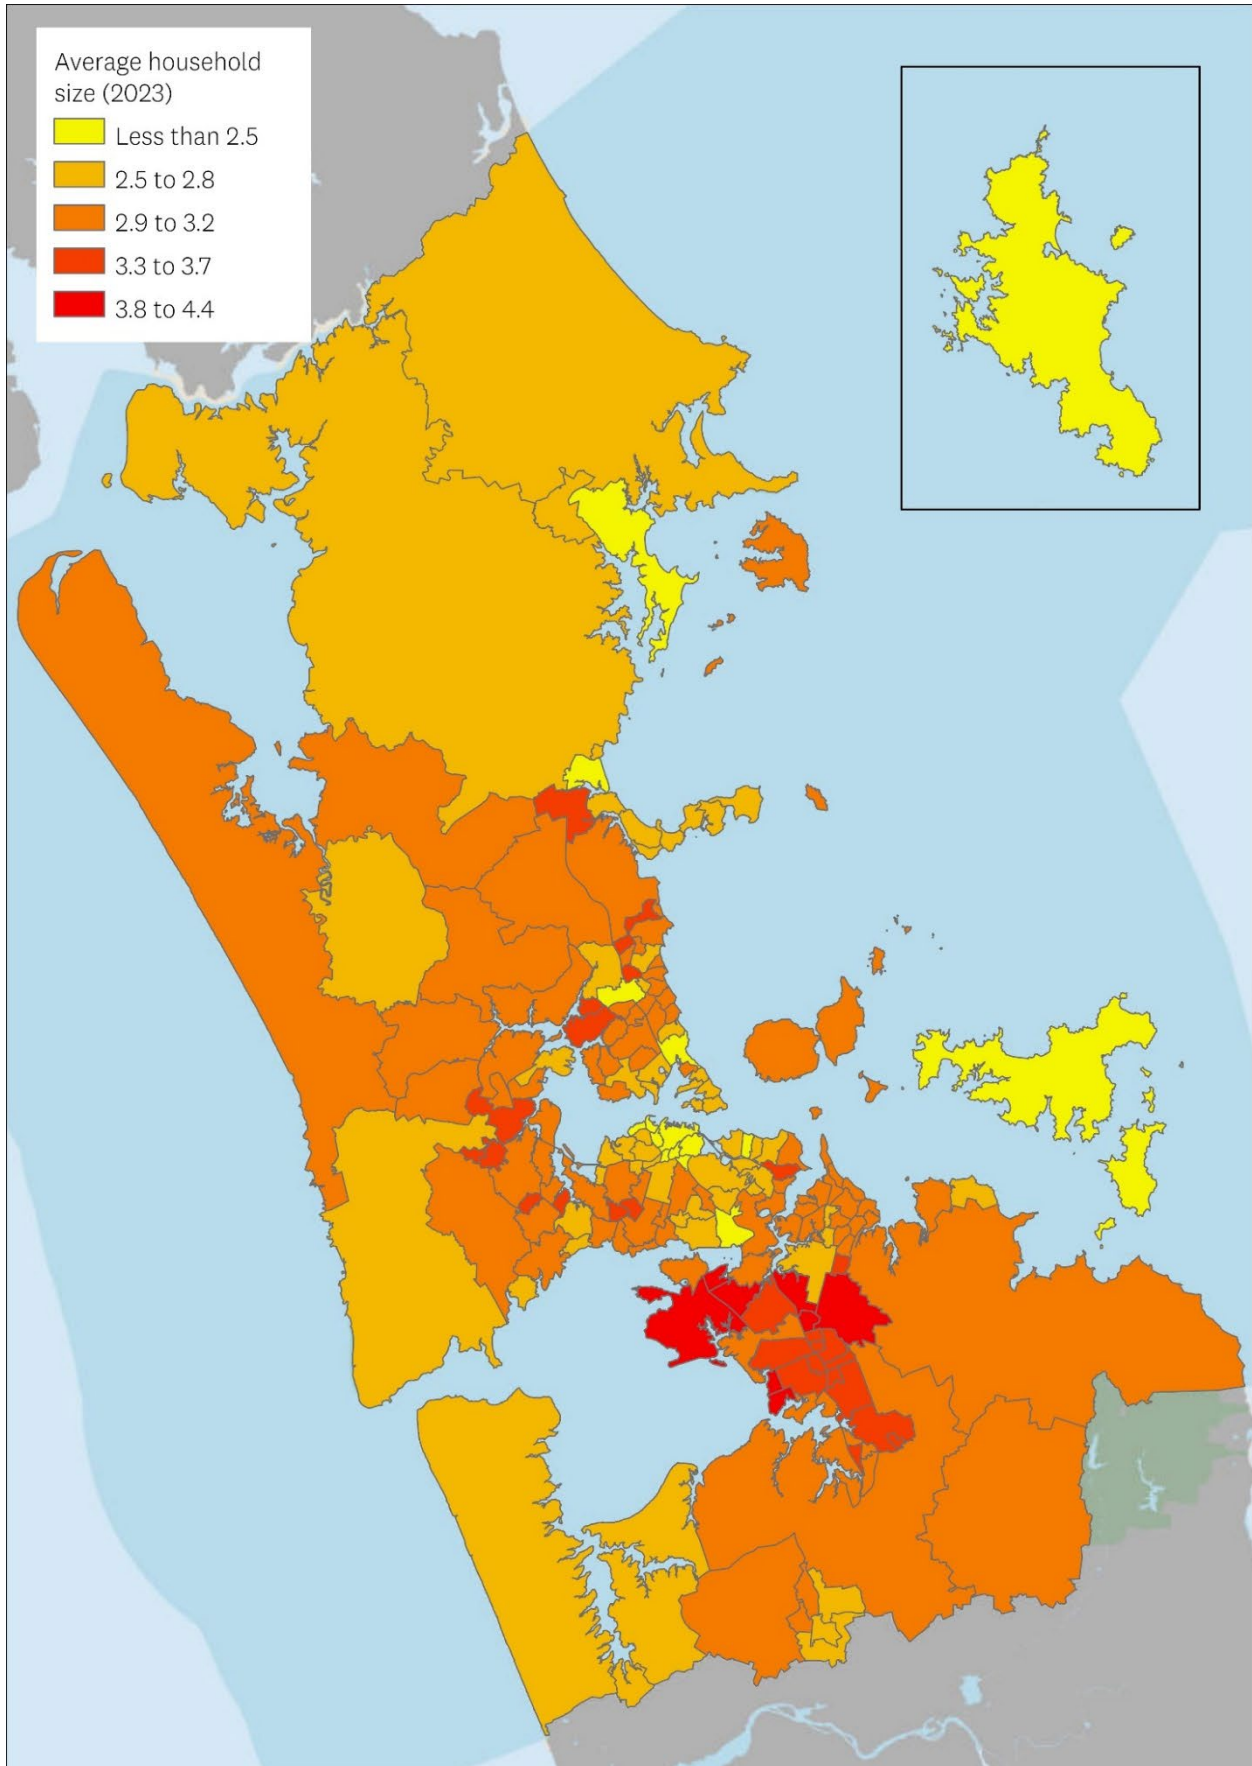 Average household
size (2023)
Less than 2.5
2.5 to 2.8
2.9 to 3.2
3.3 to 3.7
3.8 to 4.4